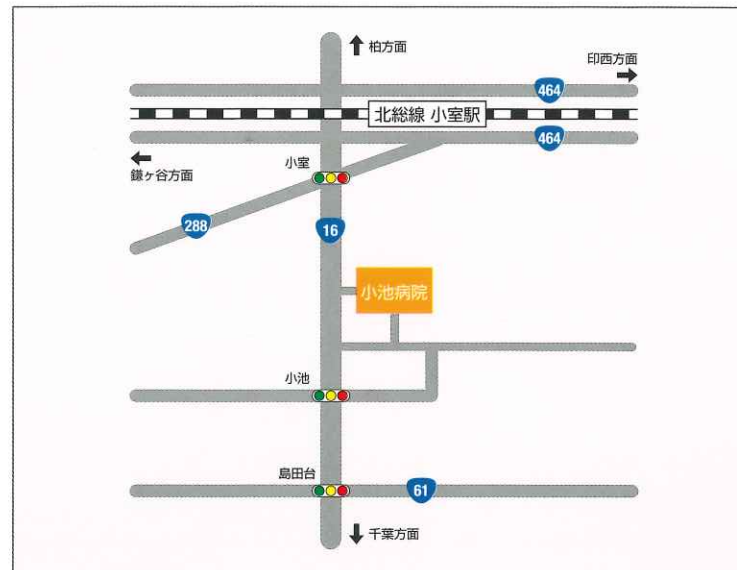 柏方面
印西方面
464
北総線 小室駅
464
小室
鎌ヶ谷方面
288
16
小池病院
小池
島田台
61
千葉方面